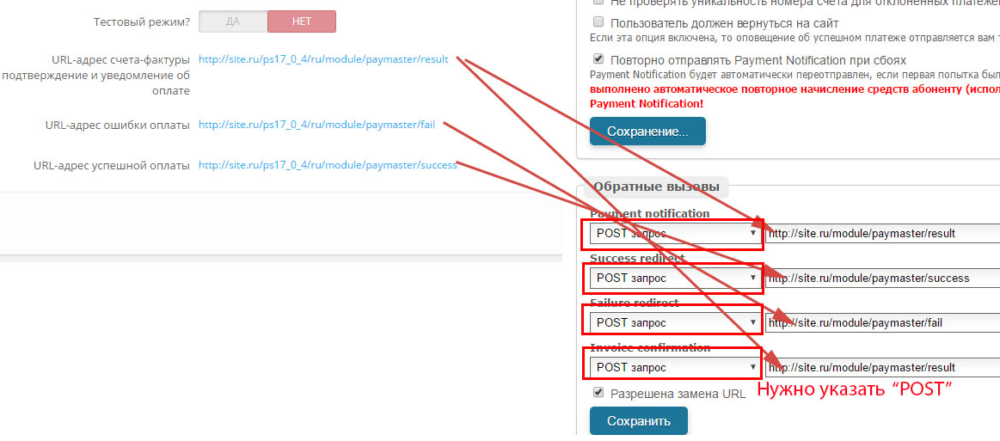 Тестовый режим?
ДА
НЕТ
URL-адрес счета-фактуры
подтверждение и уведомление об
оплате
http://site.ru/ps17_0_4/ru/module/paymaster/result
URL-адрес ошибки оплаты
http://site.ru/ps17_0_4/ru/module/paymaster/fail
URL-адрес успешной оплаты
http://site.ru/ps17_0_4/ru/module/paymaster/success
Не проверять уникальность номера счета для отклоненных
Пользователь должен вернуться на сайт
Если эта опция включена, то оповещение об успешном платеже отправляется вам
Повторно отправлять Payment Notification при сбоях
Payment Notification будет автоматически переотправлен, если первая попытка
выполнено автоматическое повторное начисление средств абоненту
Payment Notification!
Сохранение...
Обратные вызовы
Payment notification
POST запрос
http://site.ru/module/paymaster/result
Success redirect
POST запрос
http://site.ru/module/paymaster/success
Failure redirect
POST запрос
http://site.ru/module/paymaster/fail
Invoice confirmation
POST запрос
http://site.ru/module/paymaster/result
Нужно указать “POST”
Разрешена замена URL
Сохранить